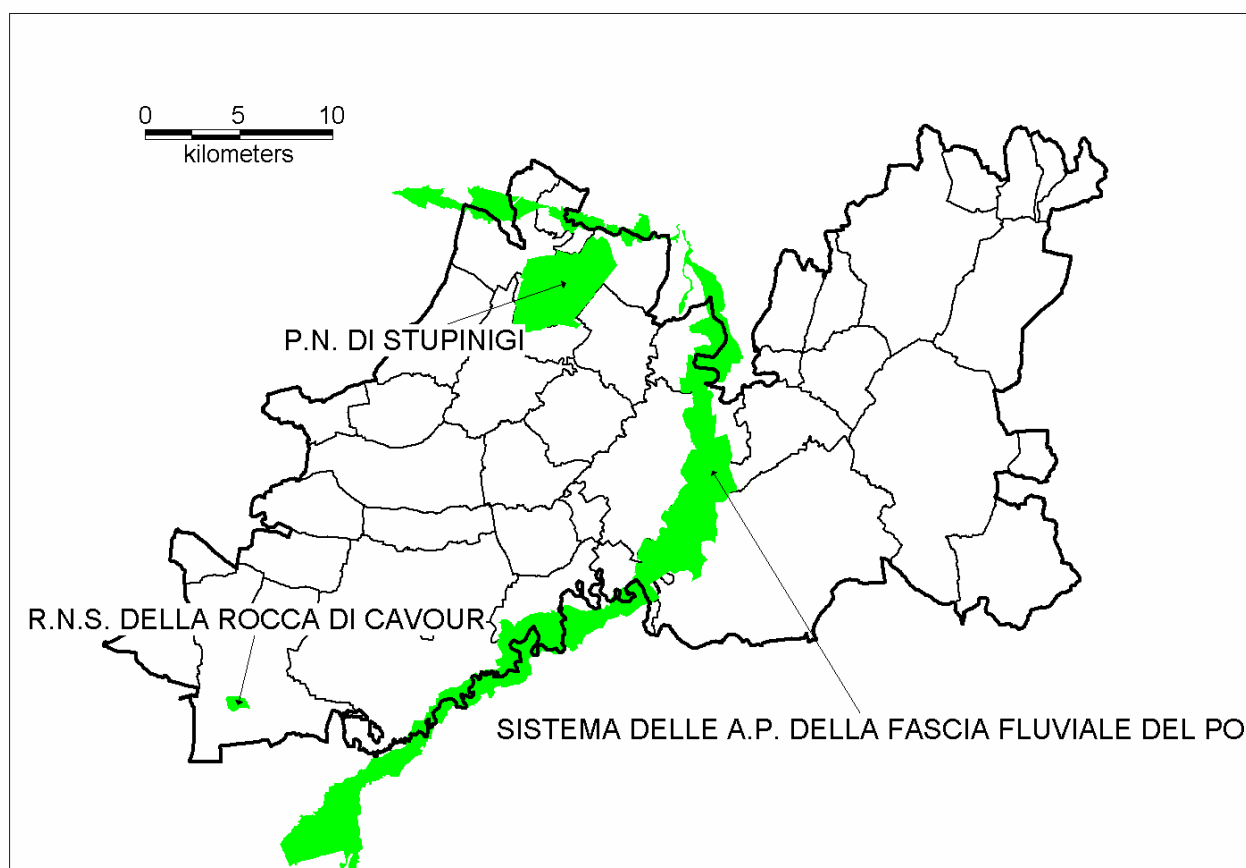 0 5 10
kilometers
P.N. DI STUPINIGI
R.N.S. DELLA ROCCA DI CAVOUR
SISTEMA DELLE A.P. DELLA FASCIA FLUVIALE DEL PO